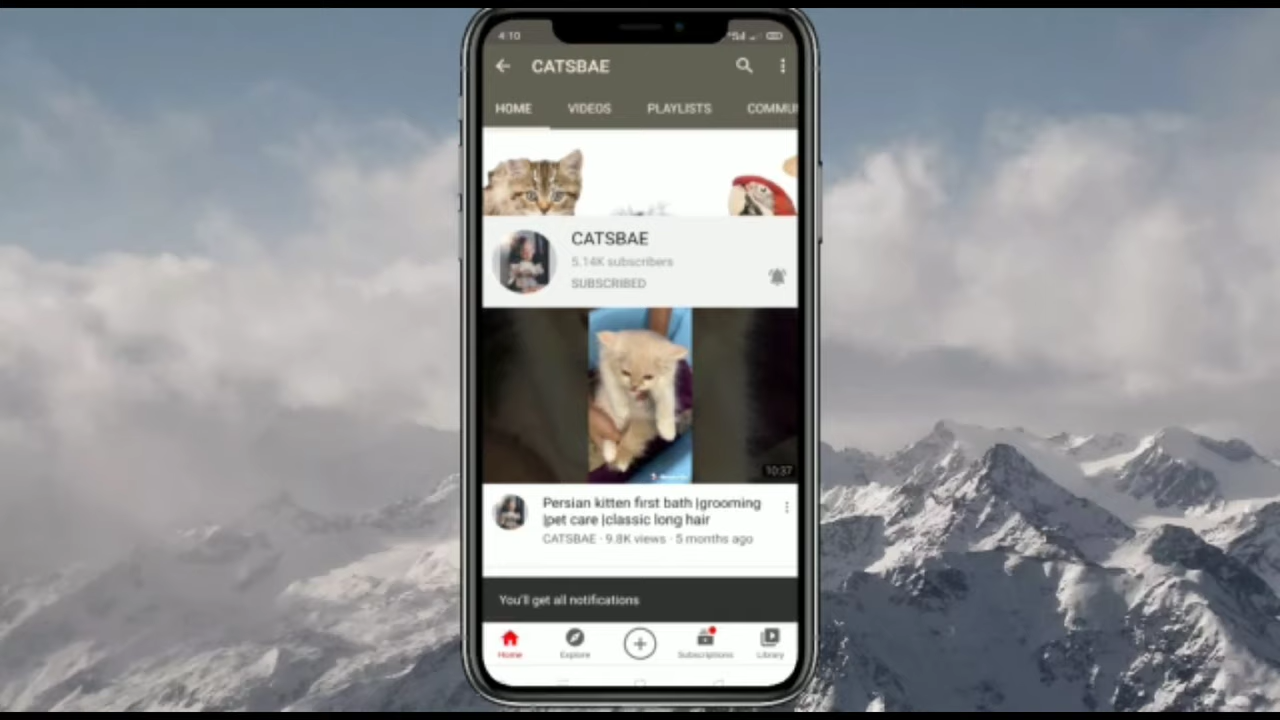 4:10
CATSBAE
HOME VIDEOS PLAYLISTS COMMU
CATSBAE
5.14K subscribers
SUBSCRIBED
10:37
Persian kitten first bath |grooming
|pet care |classic long hair
CATSBAE · 9.8K views · 5 months ago
You'll get all notifications
Home Explore Subscriptions Library